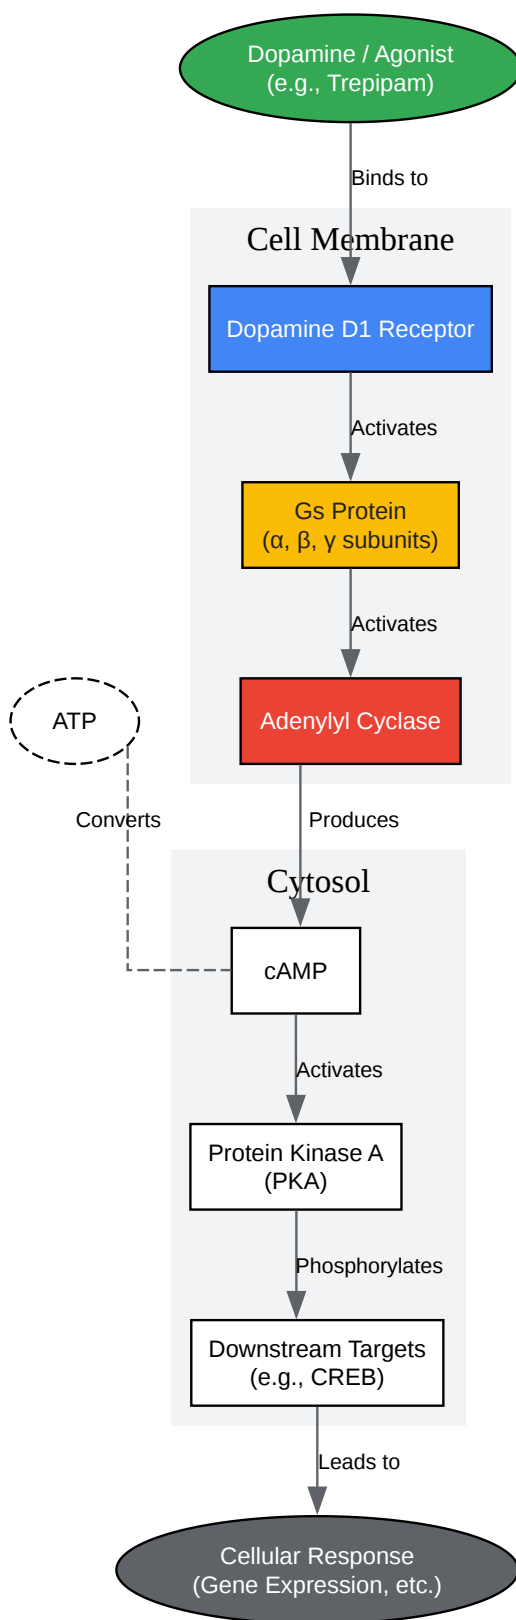 Dopamine / Agonist
(e.g., Trepipam)
Binds to
Cell Membrane
Dopamine D1 Receptor
Activates
Gs Protein
(α, β, γ subunits)
Activates
Adenylyl Cyclase
ATP
Converts
Produces
Cytosol
cAMP
Activates
Protein Kinase A
(PKA)
Phosphorylates
Downstream Targets
(e.g., CREB)
Leads to
Cellular Response
(Gene Expression, etc.)